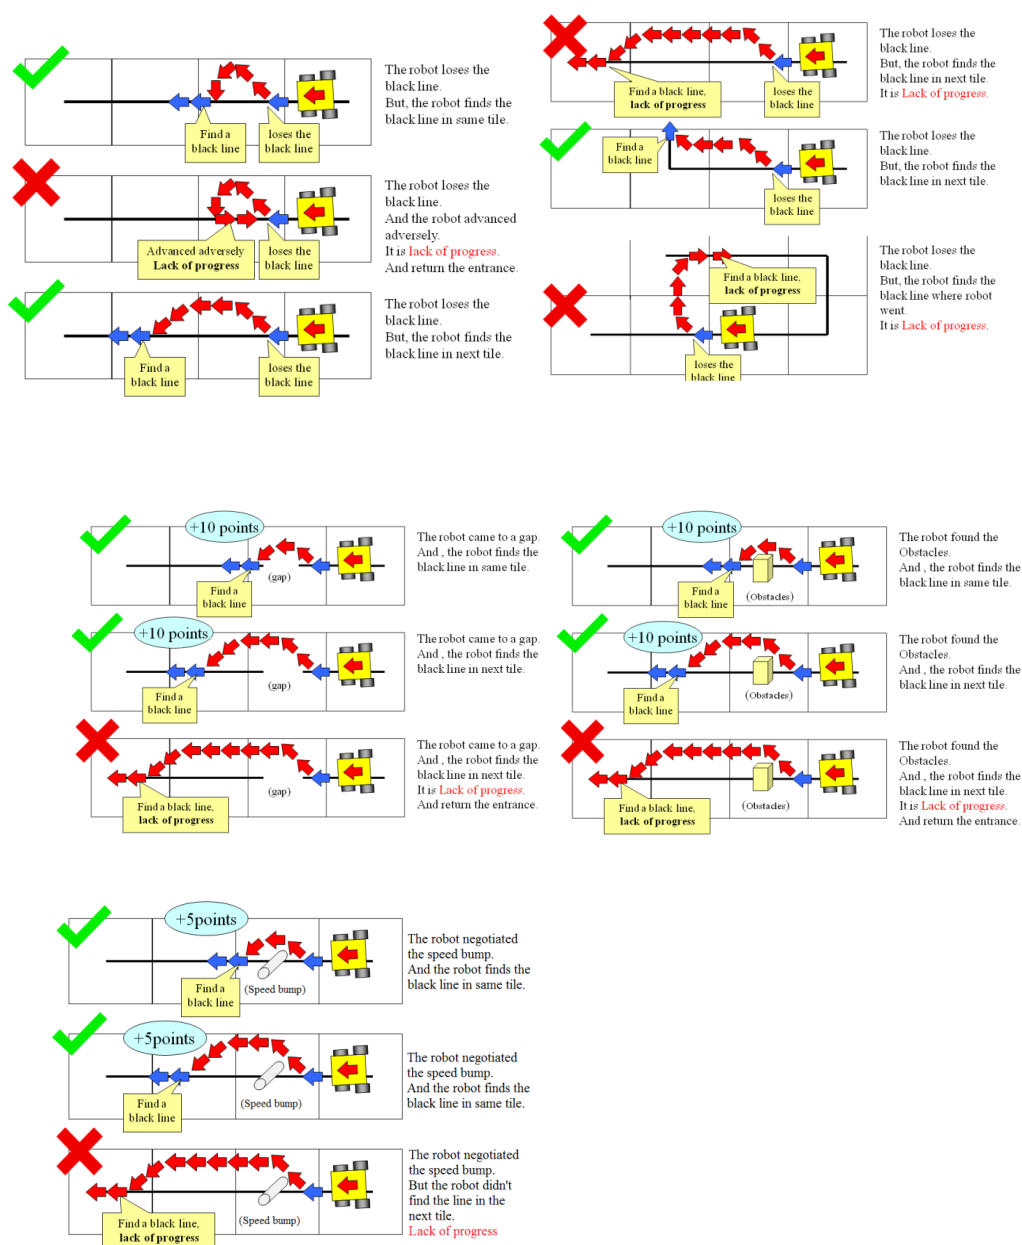 The robot loses the
black line.
But, the robot finds the
black line in same tile.
Find a
black line
loses the
black line
The robot loses the
black line.
And the robot advanced
adversely.
It is lack of progress.
And return the entrance.
Advanced adversely
Lack of progress
loses the
black line
The robot loses the
black line.
But, the robot finds the
black line in next tile.
Find a
black line
loses the
black line
The robot loses the
black line.
But, the robot finds the
black line in next tile.
It is Lack of progress.
Find a black line,
lack of progress
loses the
black line
The robot loses the
black line.
But, the robot finds the
black line in next tile.
Find a
black line
loses the
black line
The robot loses the
black line.
But, the robot finds the
black line where robot
went.
It is Lack of progress.
Find a black line,
lack of progress
loses the
black line
+10 points
The robot came to a gap.
And , the robot finds the
black line in same tile.
(gap)
Find a
black line
+10 points
The robot came to a gap.
And , the robot finds the
black line in next tile.
(gap)
Find a
black line
The robot came to a gap.
And , the robot finds the
black line in next tile.
It is Lack of progress.
And return the entrance.
(gap)
Find a black line,
lack of progress
+10 points
The robot found the
Obstacles.
And , the robot finds the
black line in same tile.
(Obstacles)
Find a
black line
+10 points
The robot found the
Obstacles.
And , the robot finds the
black line in next tile.
(Obstacles)
Find a
black line
The robot found the
Obstacles.
And , the robot finds the
black line in next tile.
It is Lack of progress.
And return the entrance.
(Obstacles)
Find a black line,
lack of progress
+5points
The robot negotiated
the speed bump.
And the robot finds the
black line in same tile.
(Speed bump)
Find a
black line
+5points
The robot negotiated
the speed bump.
And the robot finds the
black line in same tile.
(Speed bump)
Find a
black line
The robot negotiated
the speed bump.
But the robot didn't
find the line in the
next tile.
Lack of progress
(Speed bump)
Find a black line,
lack of progress